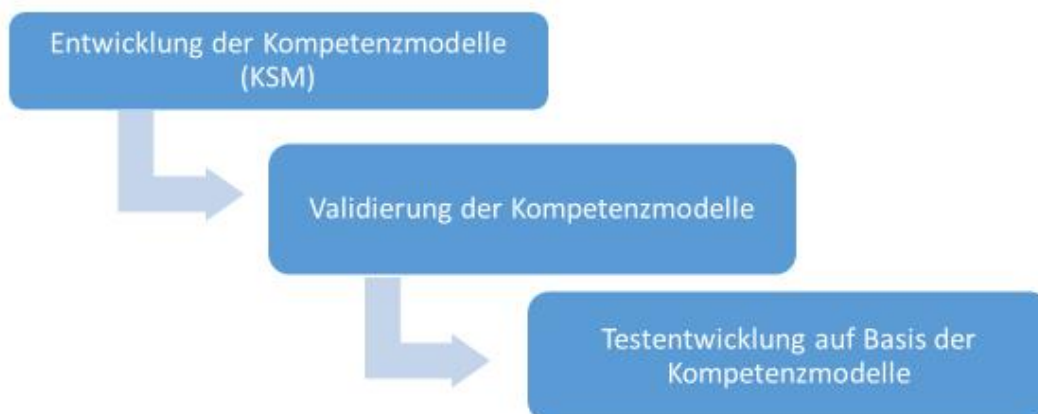 Entwicklung der Kompetenzmodelle
(KSM)
Validierung der Kompetenzmodelle
Testentwicklung auf Basis der
Kompetenzmodelle